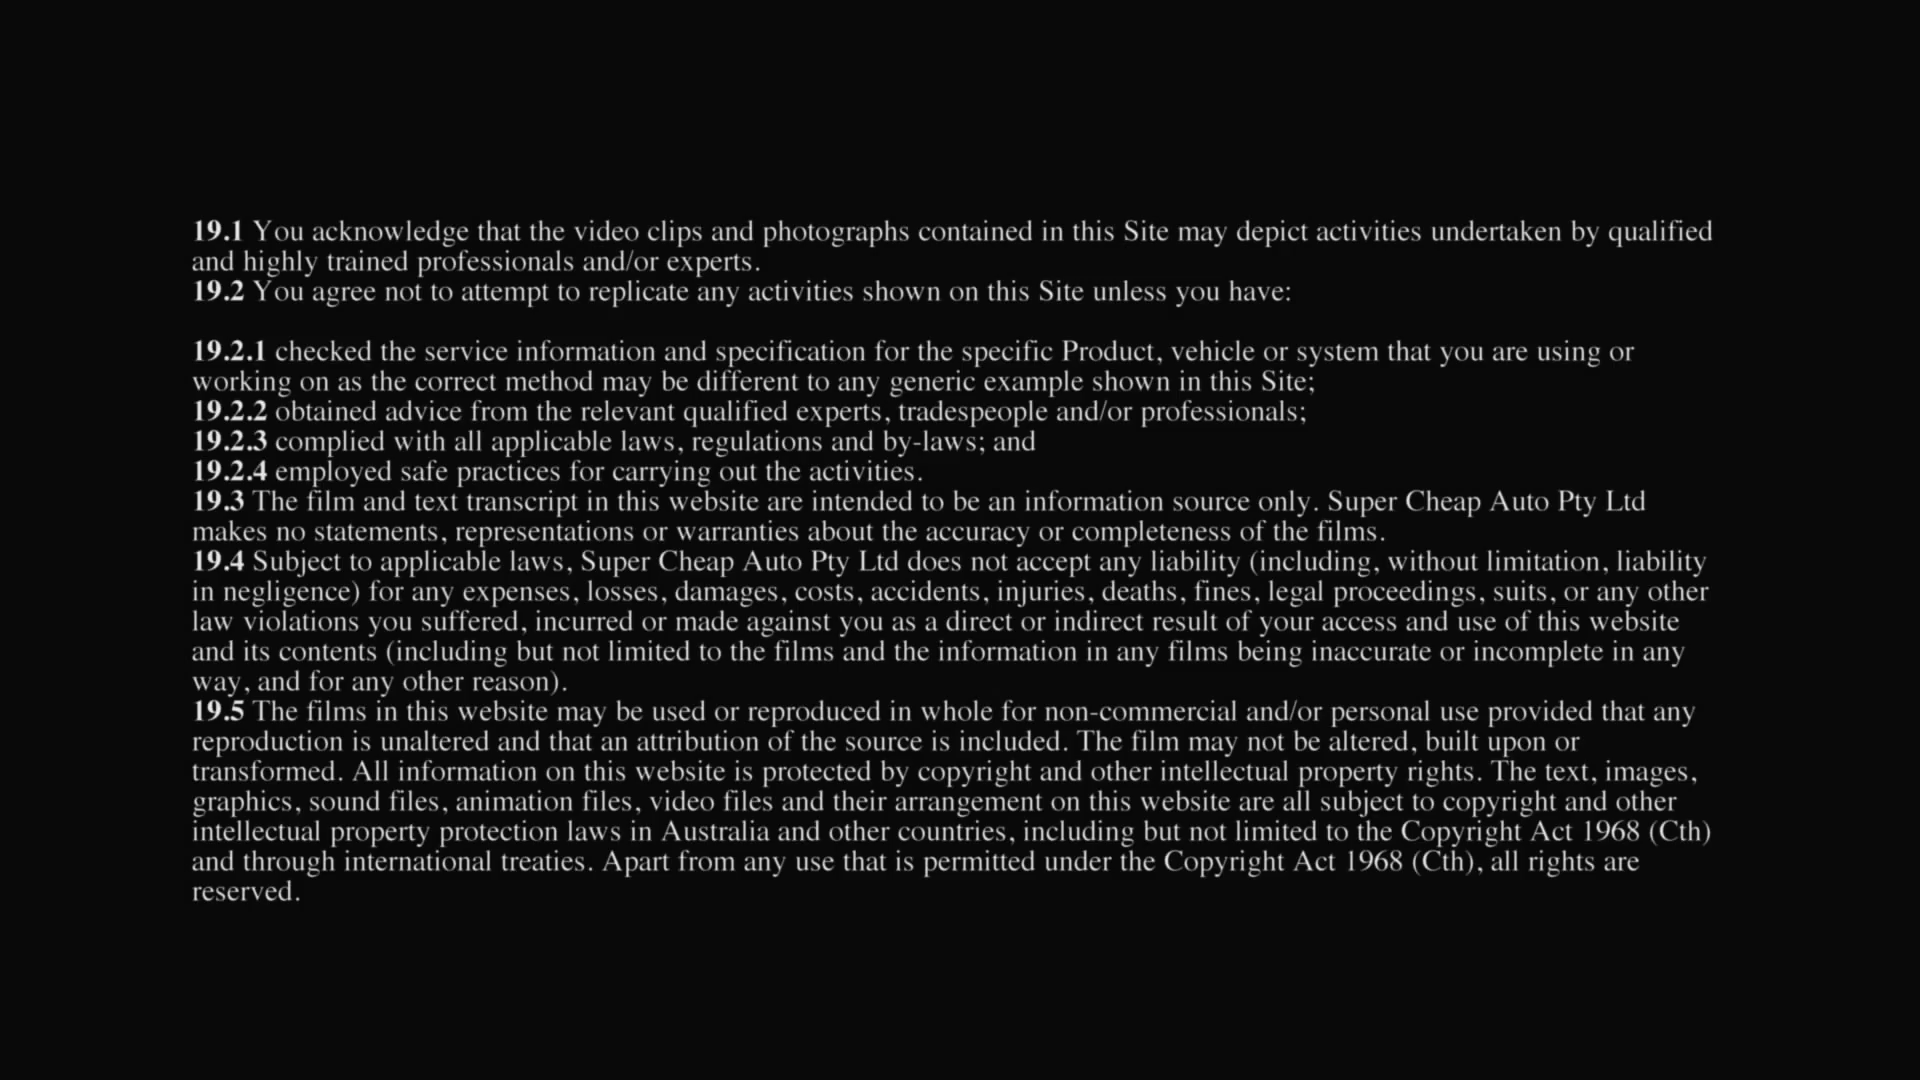 19.1 You acknowledge that the video clips and photographs contained in this Site may depict activities undertaken by qualified
and highly trained professionals and/or experts.
19.2 You agree not to attempt to replicate any activities shown on this Site unless you have:
19.2.1 checked the service information and specification for the specific Product, vehicle or system that you are using or
working on as the correct method may be different to any generic example shown in this Site;
19.2.2 obtained advice from the relevant qualified experts, tradespeople and/or professionals;
19.2.3 complied with all applicable laws, regulations and by-laws; and
19.2.4 employed safe practices for carrying out the activities.
19.3 The film and text transcript in this website are intended to be an information source only. Super Cheap Auto Pty Ltd
makes no statements, representations or warranties about the accuracy or completeness of the films.
19.4 Subject to applicable laws, Super Cheap Auto Pty Ltd does not accept any liability (including, without limitation, liability
in negligence) for any expenses, losses, damages, costs, accidents, injuries, deaths, fines, legal proceedings, suits, or any other
law violations you suffered, incurred or made against you as a direct or indirect result of your access and use of this website
and its contents (including but not limited to the films and the information in any films being inaccurate or incomplete in any
way, and for any other reason).
19.5 The films in this website may be used or reproduced in whole for non-commercial and/or personal use provided that any
reproduction is unaltered and that an attribution of the source is included. The film may not be altered, built upon or
transformed. All information on this website is protected by copyright and other intellectual property rights. The text, images,
graphics, sound files, animation files, video files and their arrangement on this website are all subject to copyright and other
intellectual property protection laws in Australia and other countries, including but not limited to the Copyright Act 1968 (Cth)
and through international treaties. Apart from any use that is permitted under the Copyright Act 1968 (Cth), all rights are
reserved.